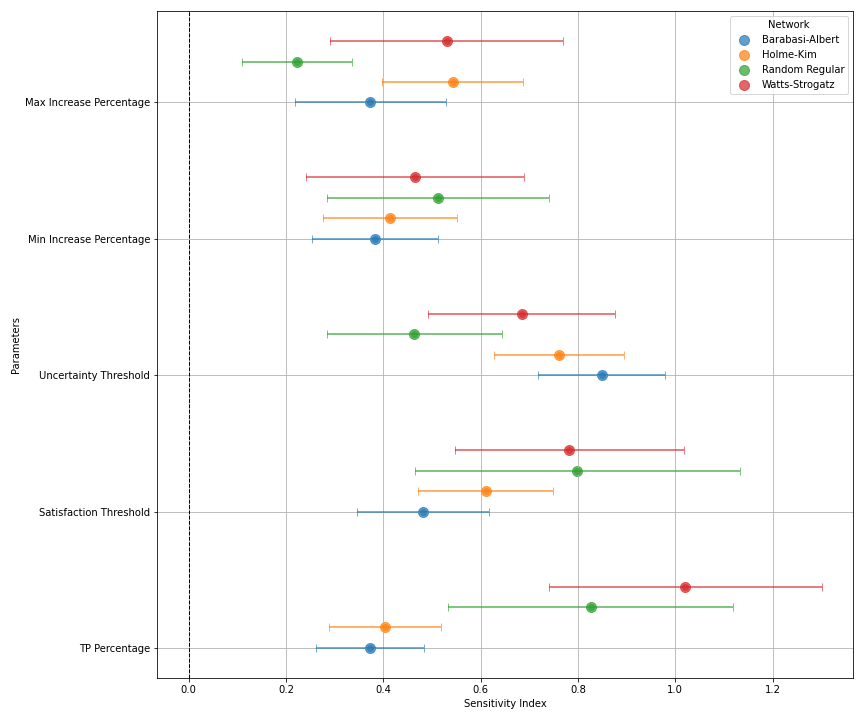 Network
Barabasi-Albert
Holme-Kim
Random Regular
Watts-Strogatz
Max Increase Percentage
Min Increase Percentage
Uncertainty Threshold
Satisfaction Threshold
TP Percentage
Parameters
0.0 0.2 0.4 0.6 0.8 1.0 1.2
Sensitivity Index